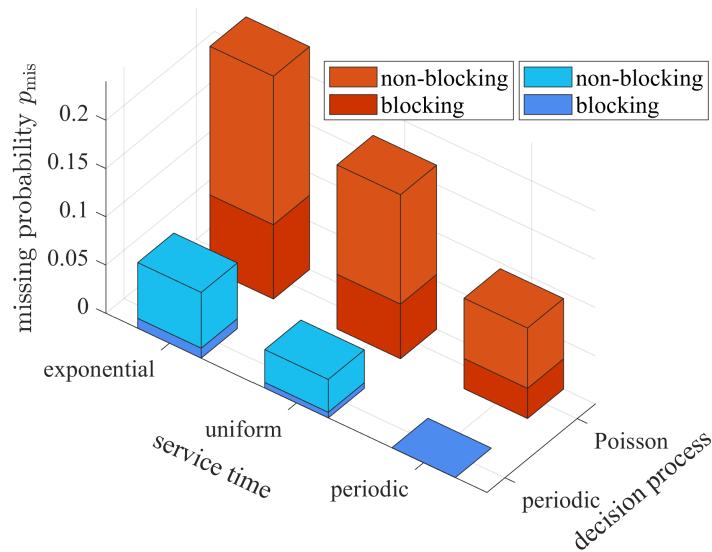 missing probability p_mis
0.2
0.15
0.1
0.05
0
non-blocking
blocking
non-blocking
blocking
exponential
uniform
periodic
service time
Poisson
periodic
decision process